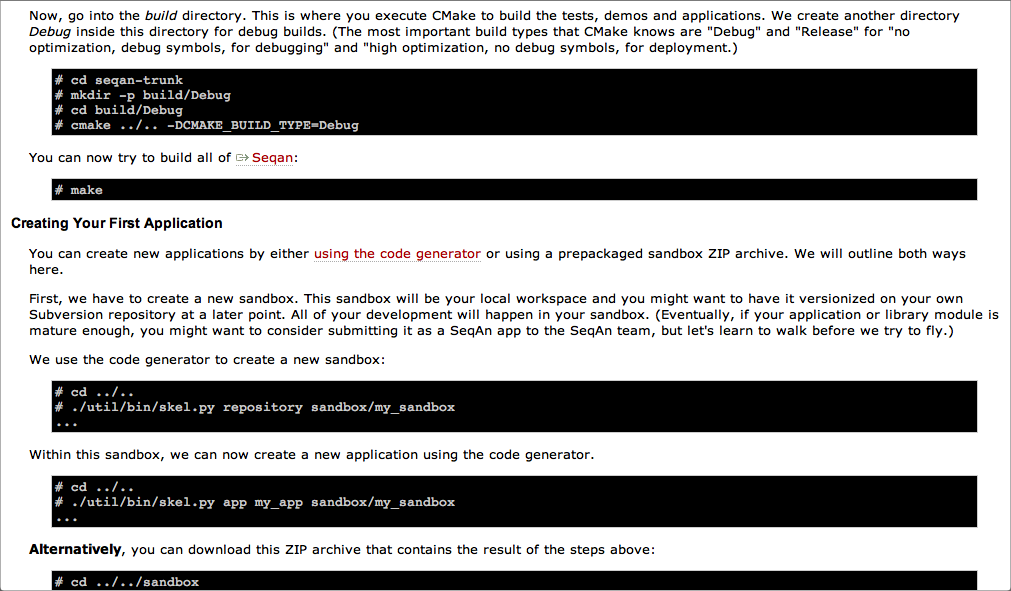 Now, go into the build directory. This is where you execute CMake to build the tests, demos and applications. We create another directory
Debug inside this directory for debug builds. (The most important build types that CMake knows are "Debug" and "Release" for "no
optimization, debug symbols, for debugging" and "high optimization, no debug symbols, for deployment.)
# cd seqan-trunk
# mkdir -p build/Debug
# cd build/Debug
# cmake ../.. -DCMAKE_BUILD_TYPE=Debug
You can now try to build all of Seqan:
# make
Creating Your First Application
You can create new applications by either using the code generator or using a prepackaged sandbox ZIP archive. We will outline both ways
here.
First, we have to create a new sandbox. This sandbox will be your local workspace and you might want to have it versionized on your own
Subversion repository at a later point. All of your development will happen in your sandbox. (Eventually, if your application or library module is
mature enough, you might want to consider submitting it as a SeqAn app to the SeqAn team, but let's learn to walk before we try to fly.)
We use the code generator to create a new sandbox:
# cd ../..
# ./util/bin/skel.py repository sandbox/my_sandbox
...
Within this sandbox, we can now create a new application using the code generator.
# cd ../..
# ./util/bin/skel.py app my_app sandbox/my_sandbox
...
Alternatively, you can download this ZIP archive that contains the result of the steps above:
# cd ../../sandbox